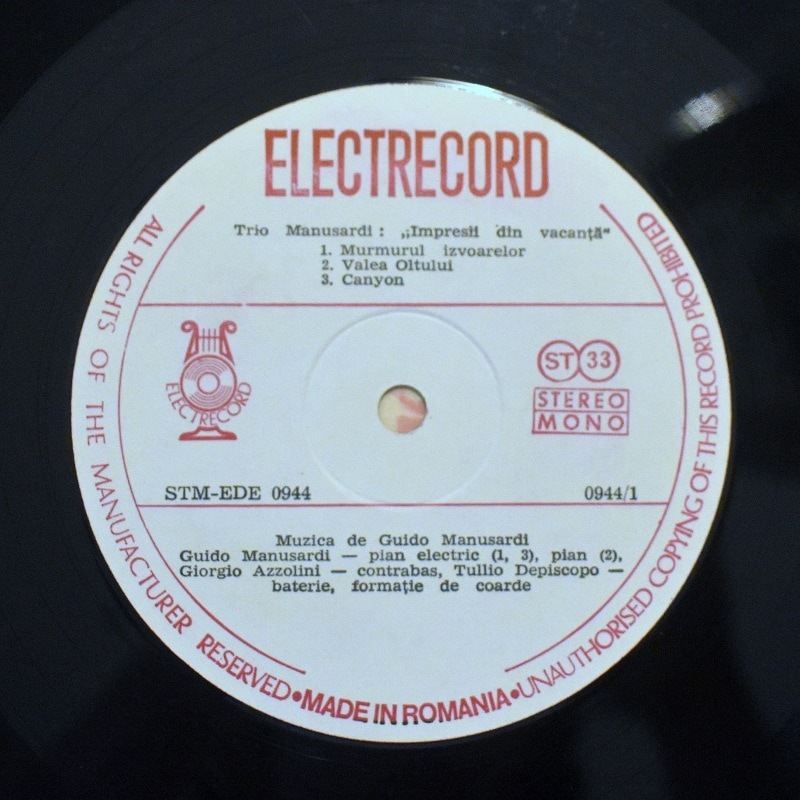 ELECTRECORD
Trio Manusardi : „Impresii din vacanță“
1. Murmurul izvoarelor
2. Valea Oltului
3. Canyon
ELECTRECORD
ST 33
STEREO
MONO
STM-EDE 0944
0944/1
Muzica de Guido Manusardi
Guido Manusardi — pian electric (1, 3), pian (2),
Giorgio Azzolini — contrabas, Tullio Depiscopo —
baterie, formație de coarde
ALL RIGHTS OF THE MANUFACTURER RESERVED•MADE IN ROMANIA•UNAUTHORISED COPYING OF THIS RECORD PROHIBITED